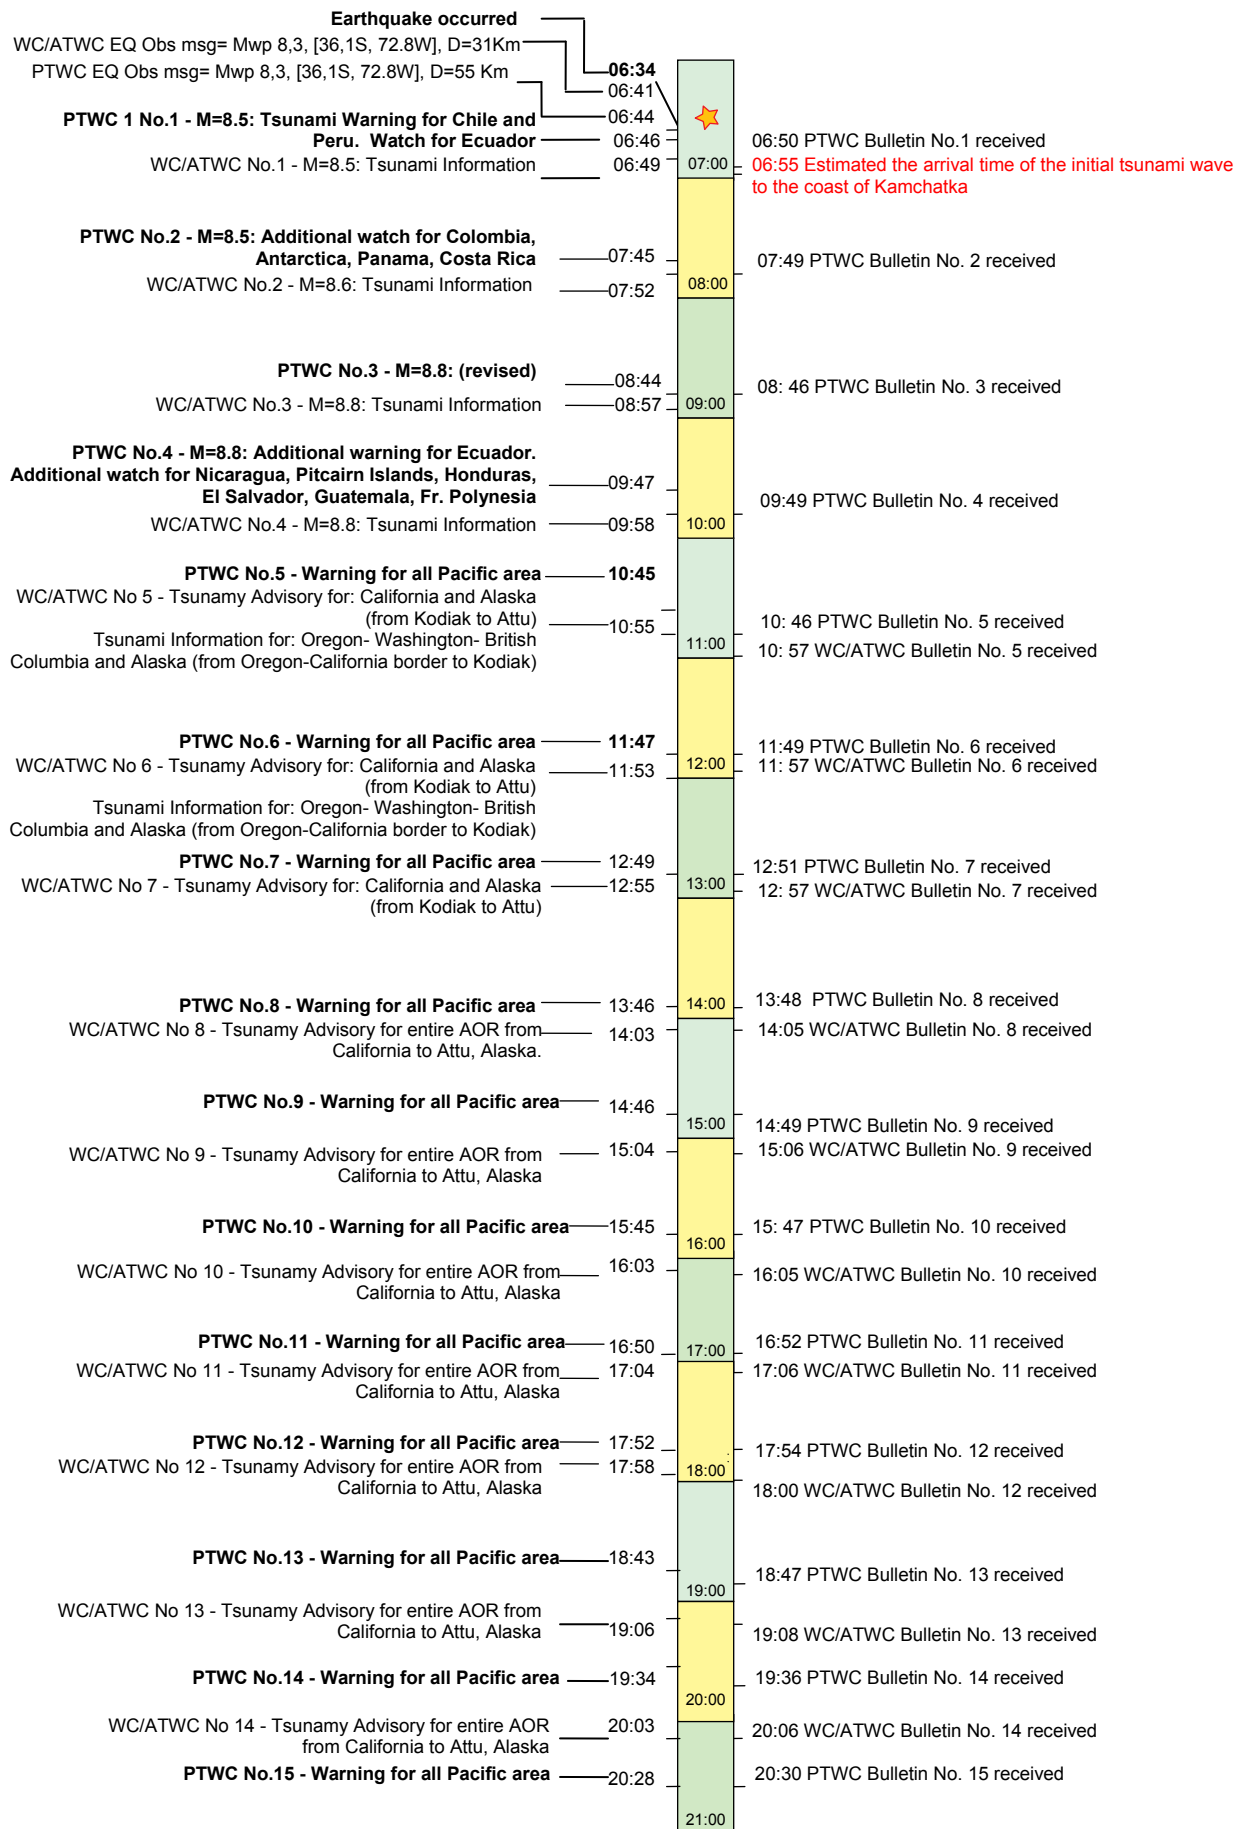 Earthquake occurred
WC/ATWC EQ Obs msg= Mwp 8,3, [36,1S, 72.8W], D=31Km
PTWC EQ Obs msg= Mwp 8,3, [36,1S, 72.8W], D=55 Km
06:34
06:41
06:44
PTWC 1 No.1 - M=8.5: Tsunami Warning for Chile and
Peru. Watch for Ecuador
06:46
06:50 PTWC Bulletin No.1 received
WC/ATWC No.1 - M=8.5: Tsunami Information
06:49
07:00
06:55 Estimated the arrival time of the initial tsunami wave
to the coast of Kamchatka
PTWC No.2 - M=8.5: Additional watch for Colombia,
Antarctica, Panama, Costa Rica
07:45
07:49 PTWC Bulletin No. 2 received
WC/ATWC No.2 - M=8.6: Tsunami Information
07:52
08:00
PTWC No.3 - M=8.8: (revised)
08:44
08: 46 PTWC Bulletin No. 3 received
WC/ATWC No.3 - M=8.8: Tsunami Information
08:57
09:00
PTWC No.4 - M=8.8: Additional warning for Ecuador.
Additional watch for Nicaragua, Pitcairn Islands, Honduras,
El Salvador, Guatemala, Fr. Polynesia
09:47
09:49 PTWC Bulletin No. 4 received
WC/ATWC No.4 - M=8.8: Tsunami Information
09:58
10:00
PTWC No.5 - Warning for all Pacific area
10:45
WC/ATWC No 5 - Tsunamy Advisory for: California and Alaska
(from Kodiak to Attu)
10:55
10: 46 PTWC Bulletin No. 5 received
Tsunami Information for: Oregon- Washington- British
Columbia and Alaska (from Oregon-California border to Kodiak)
11:00
10: 57 WC/ATWC Bulletin No. 5 received
PTWC No.6 - Warning for all Pacific area
11:47
11:49 PTWC Bulletin No. 6 received
WC/ATWC No 6 - Tsunamy Advisory for: California and Alaska
(from Kodiak to Attu)
11:53
12:00
11: 57 WC/ATWC Bulletin No. 6 received
Tsunami Information for: Oregon- Washington- British
Columbia and Alaska (from Oregon-California border to Kodiak)
PTWC No.7 - Warning for all Pacific area
12:49
12:51 PTWC Bulletin No. 7 received
WC/ATWC No 7 - Tsunamy Advisory for: California and Alaska
(from Kodiak to Attu)
12:55
13:00
12: 57 WC/ATWC Bulletin No. 7 received
PTWC No.8 - Warning for all Pacific area
13:46
14:00
13:48 PTWC Bulletin No. 8 received
WC/ATWC No 8 - Tsunamy Advisory for entire AOR from
California to Attu, Alaska.
14:03
14:05 WC/ATWC Bulletin No. 8 received
PTWC No.9 - Warning for all Pacific area
14:46
15:00
14:49 PTWC Bulletin No. 9 received
WC/ATWC No 9 - Tsunamy Advisory for entire AOR from
California to Attu, Alaska
15:04
15:06 WC/ATWC Bulletin No. 9 received
PTWC No.10 - Warning for all Pacific area
15:45
15: 47 PTWC Bulletin No. 10 received
16:00
WC/ATWC No 10 - Tsunamy Advisory for entire AOR from
California to Attu, Alaska
16:03
16:05 WC/ATWC Bulletin No. 10 received
PTWC No.11 - Warning for all Pacific area
16:50
17:00
16:52 PTWC Bulletin No. 11 received
WC/ATWC No 11 - Tsunamy Advisory for entire AOR from
California to Attu, Alaska
17:04
17:06 WC/ATWC Bulletin No. 11 received
PTWC No.12 - Warning for all Pacific area
17:52
17:54 PTWC Bulletin No. 12 received
WC/ATWC No 12 - Tsunamy Advisory for entire AOR from
California to Attu, Alaska
17:58
18:00
18:00 WC/ATWC Bulletin No. 12 received
PTWC No.13 - Warning for all Pacific area
18:43
18:47 PTWC Bulletin No. 13 received
19:00
WC/ATWC No 13 - Tsunamy Advisory for entire AOR from
California to Attu, Alaska
19:06
19:08 WC/ATWC Bulletin No. 13 received
PTWC No.14 - Warning for all Pacific area
19:34
19:36 PTWC Bulletin No. 14 received
20:00
WC/ATWC No 14 - Tsunamy Advisory for entire AOR
from California to Attu, Alaska
20:03
20:06 WC/ATWC Bulletin No. 14 received
PTWC No.15 - Warning for all Pacific area
20:28
20:30 PTWC Bulletin No. 15 received
21:00